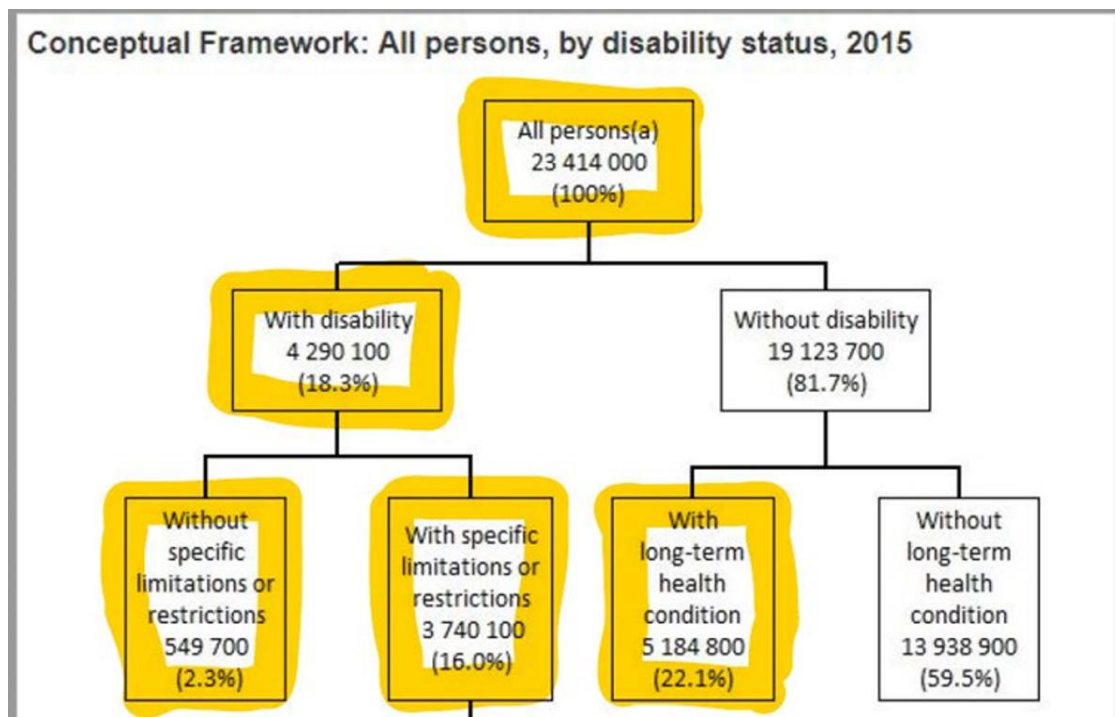 Conceptual Framework: All persons, by disability status, 2015
All persons(a)
23 414 000
(100%)
With disability
4 290 100
(18.3%)
Without disability
19 123 700
(81.7%)
Without
specific
limitations or
restrictions
549 700
(2.3%)
With specific
limitations or
restrictions
3 740 100
(16.0%)
With
long-term
health
condition
5 184 800
(22.1%)
Without
long-term
health
condition
13 938 900
(59.5%)